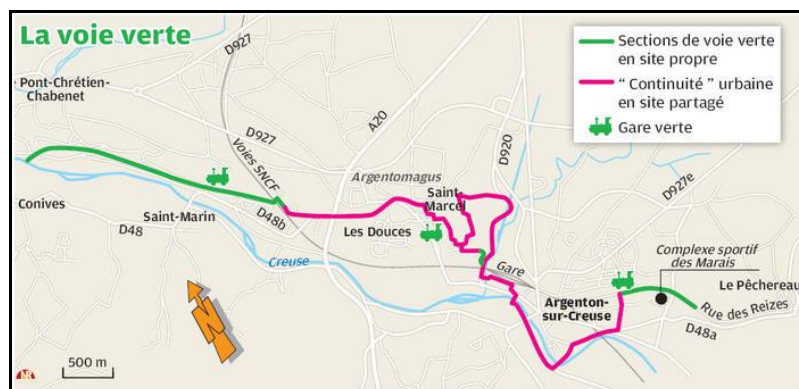 La voie verte
Sections de voie verte
en site propre
“ Continuité ” urbaine
en site partagé
Gare verte
D927
Pont-Chrétien-
Chabenet
D927
Voies SNCF
A20
D920
Argentomagus
Saint-
Marcel
D927e
Conives
Saint-Marin
D48
D48b
Les Douces
Creuse
Gare
Complexe sportif
des Marais
Le Pêchereau
Argenton-
sur-Creuse
Rue des Reizes
D48a
N
500 m